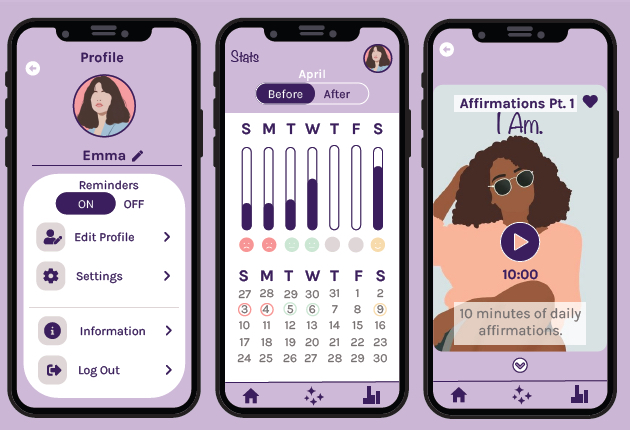 Profile
Emma
Reminders
ON OFF
Edit Profile
Settings
Information
Log Out
Stats
April
Before After
S M T W T F S
S M T W T F S
27 28 29 30 31 1 2
3 4 5 6 7 8 9
10 11 12 13 14 15 16
17 18 19 20 21 22 23
24 25 26 27 28 29 30
Affirmations Pt. 1
I Am.
10:00
10 minutes of daily
affirmations.